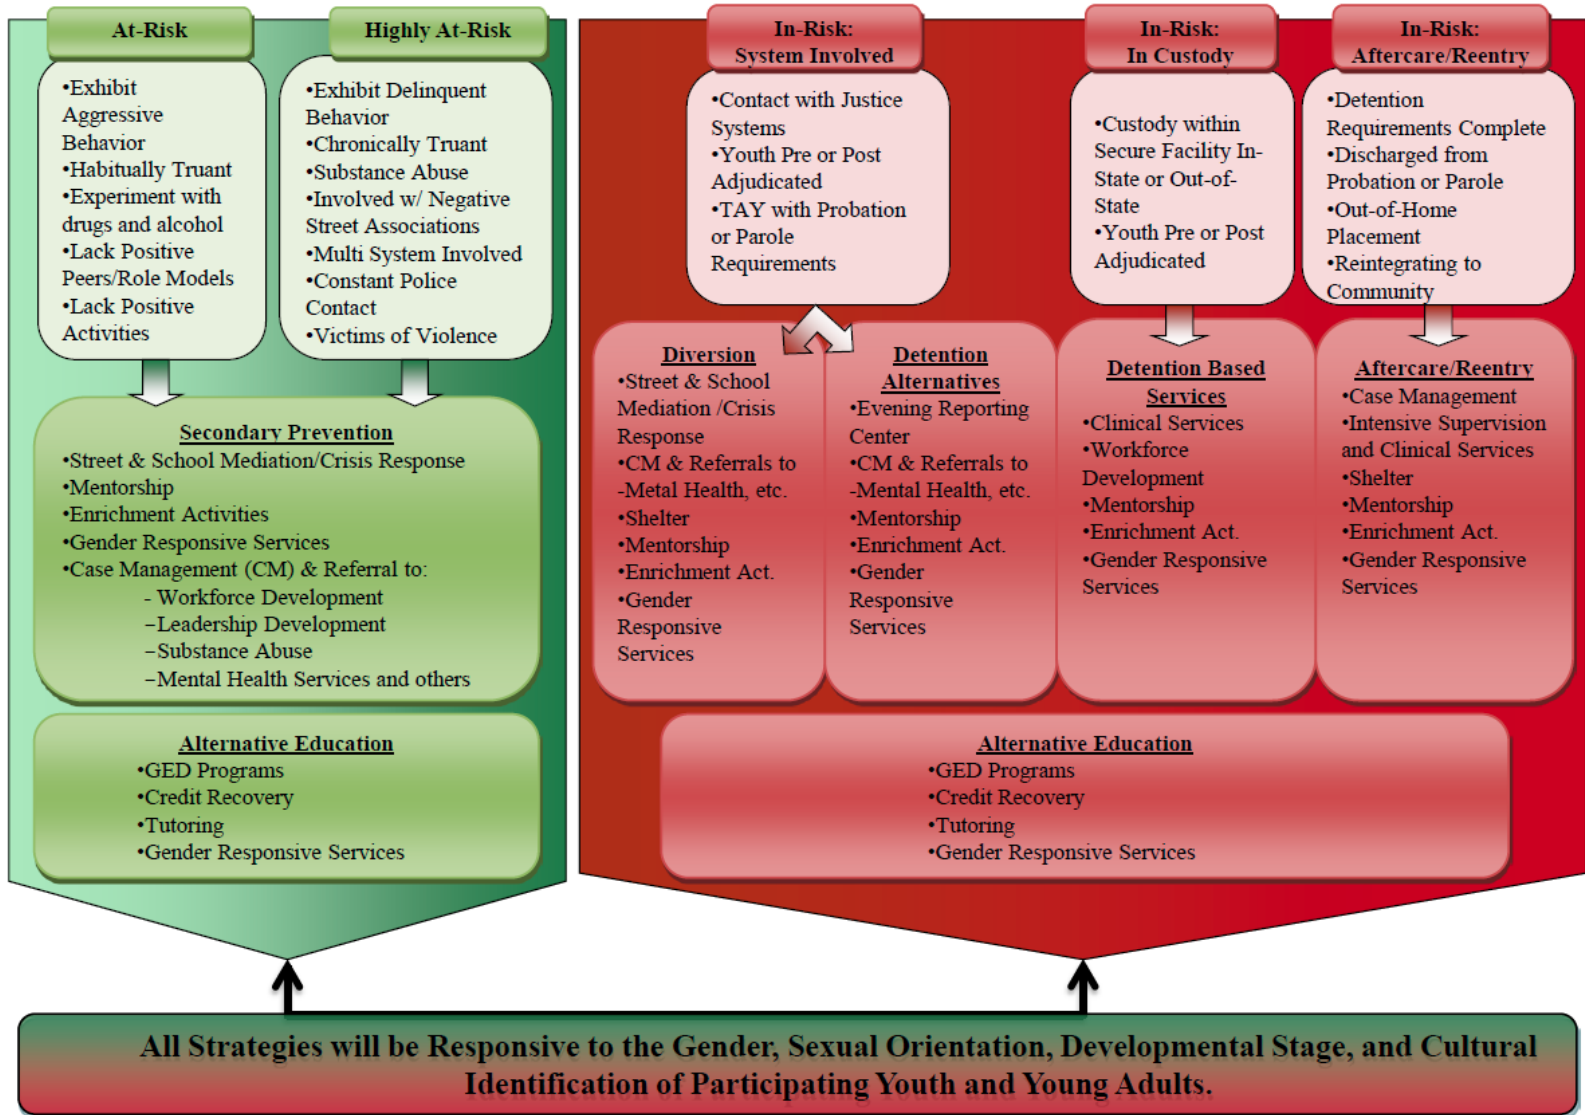 At-Risk
•Exhibit
Aggressive
Behavior
•Habitually Truant
•Experiment with
drugs and alcohol
•Lack Positive
Peers/Role Models
•Lack Positive
Activities
Highly At-Risk
•Exhibit Delinquent
Behavior
•Chronically Truant
•Substance Abuse
•Involved w/ Negative
Street Associations
•Multi System Involved
•Constant Police
Contact
•Victims of Violence
Secondary Prevention
•Street & School Mediation/Crisis Response
•Mentorship
•Enrichment Activities
•Gender Responsive Services
•Case Management (CM) & Referral to:
- Workforce Development
–Leadership Development
–Substance Abuse
–Mental Health Services and others
Alternative Education
•GED Programs
•Credit Recovery
•Tutoring
•Gender Responsive Services
In-Risk:
System Involved
•Contact with Justice
Systems
•Youth Pre or Post
Adjudicated
•TAY with Probation
or Parole
Requirements
In-Risk:
In Custody
•Custody within
Secure Facility In-
State or Out-of-
State
•Youth Pre or Post
Adjudicated
In-Risk:
Aftercare/Reentry
•Detention
Requirements Complete
•Discharged from
Probation or Parole
•Out-of-Home
Placement
•Reintegrating to
Community
Diversion
•Street & School
Mediation /Crisis
Response
•CM & Referrals to
-Metal Health, etc.
•Shelter
•Mentorship
•Enrichment Act.
•Gender
Responsive
Services
Detention
Alternatives
•Evening Reporting
Center
•CM & Referrals to
-Mental Health, etc.
•Mentorship
•Enrichment Act.
•Gender
Responsive
Services
Detention Based
Services
•Clinical Services
•Workforce
Development
•Mentorship
•Enrichment Act.
•Gender Responsive
Services
Aftercare/Reentry
•Case Management
•Intensive Supervision
and Clinical Services
•Shelter
•Mentorship
•Enrichment Act.
•Gender Responsive
Services
Alternative Education
•GED Programs
•Credit Recovery
•Tutoring
•Gender Responsive Services
All Strategies will be Responsive to the Gender, Sexual Orientation, Developmental Stage, and Cultural
Identification of Participating Youth and Young Adults.